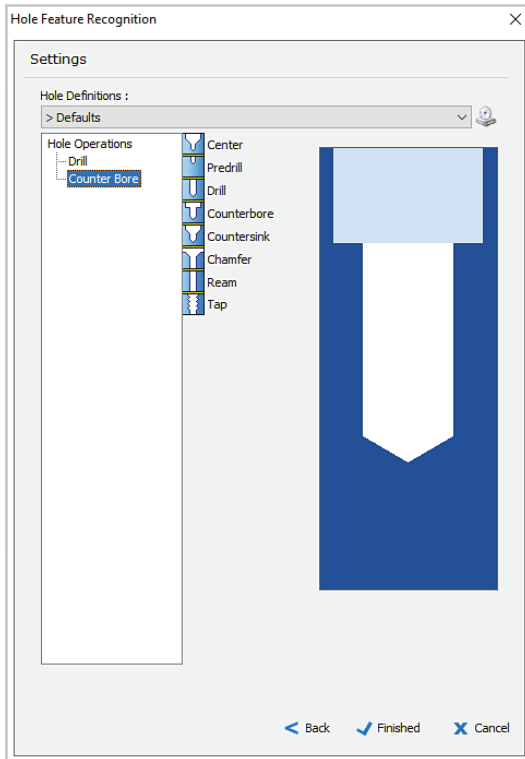 Hole Feature Recognition
Settings
Hole Definitions :
> Defaults
Hole Operations
Drill
Counter Bore
Center
Predrill
Drill
Counterbore
Countersink
Chamfer
Ream
Tap
Back
Finished
Cancel